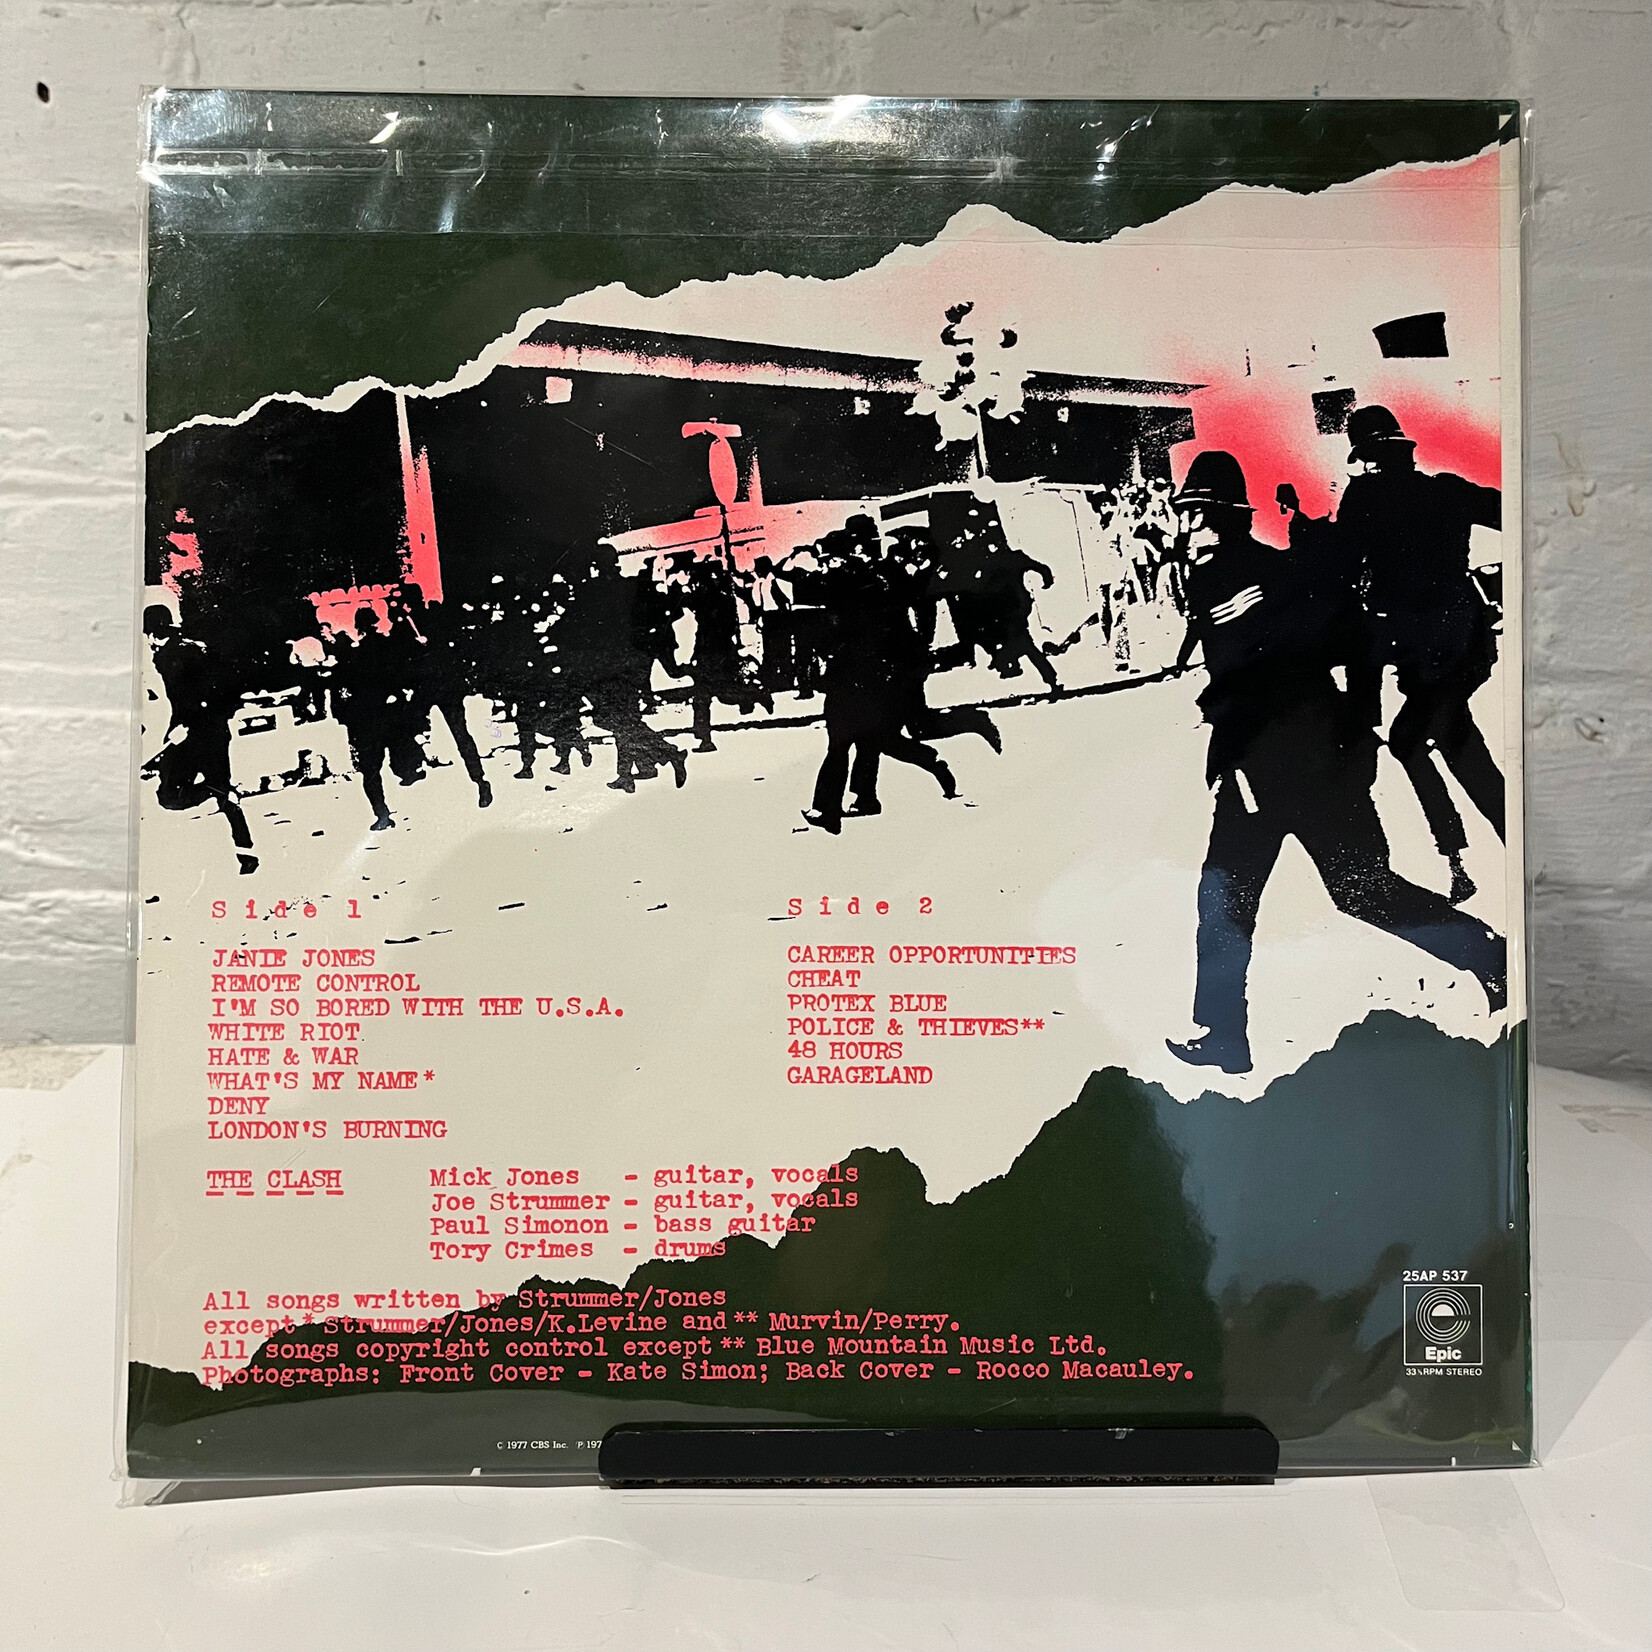 Side 1
JANIE JONES
REMOTE CONTROL
I'M SO BORED WITH THE U.S.A.
WHITE RIOT
HATE & WAR
WHAT'S MY NAME*
DENY
LONDON'S BURNING
Side 2
CAREER OPPORTUNITIES
CHEAT
PROTEX BLUE
POLICE & THIEVES**
48 HOURS
GARAGELAND
THE CLASH
Mick Jones - guitar, vocals
Joe Strummer - guitar, vocals
Paul Simonon - bass guitar
Tory Crimes - drums
All songs written by Strummer/Jones
except * Strummer/Jones/K.Levine and ** Murvin/Perry.
All songs copyright control except ** Blue Mountain Music Ltd.
Photographs: Front Cover - Kate Simon; Back Cover - Rocco Macauley.
25AP 537
Epic
33⅓RPM STEREO
© 1977 CBS Inc. ℗ 197